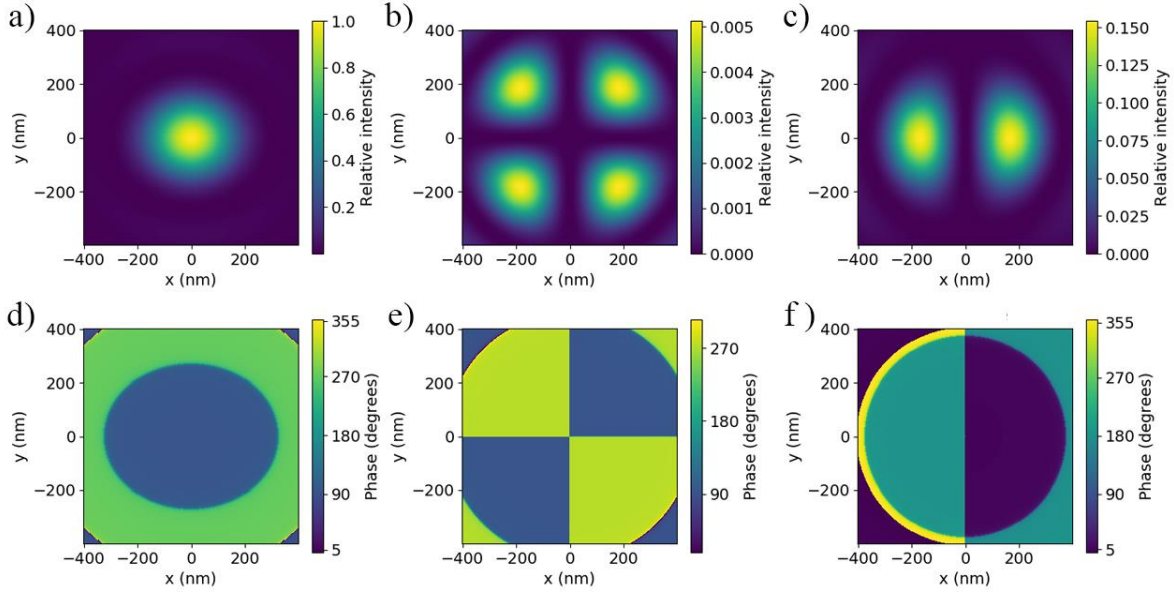 a)
400
200
0
−200
y (nm)
−400 −200 0 200
x (nm)
1.0
0.8
0.6
0.4
0.2
Relative intensity
b)
400
200
0
−200
y (nm)
−400 −200 0 200
x (nm)
0.005
0.004
0.003
0.002
0.001
0.000
Relative intensity
c)
400
200
0
−200
y (nm)
−400 −200 0 200
x (nm)
0.150
0.125
0.100
0.075
0.050
0.025
0.000
Relative intensity
d)
400
200
0
−200
y (nm)
−400 −200 0 200
x (nm)
355
270
180
90
5
Phase (degrees)
e)
400
200
0
−200
y (nm)
−400 −200 0 200
x (nm)
270
180
90
Phase (degrees)
f )
400
200
0
−200
y (nm)
−400 −200 0 200
x (nm)
355
270
180
90
5
Phase (degrees)